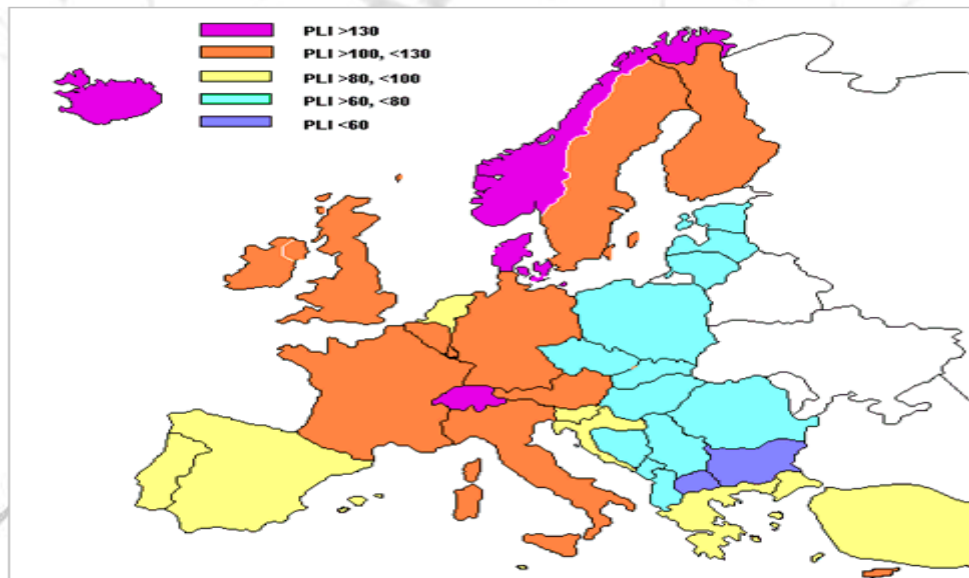 PLI >130
PLI >100, <130
PLI >80, <100
PLI >60, <80
PLI <60